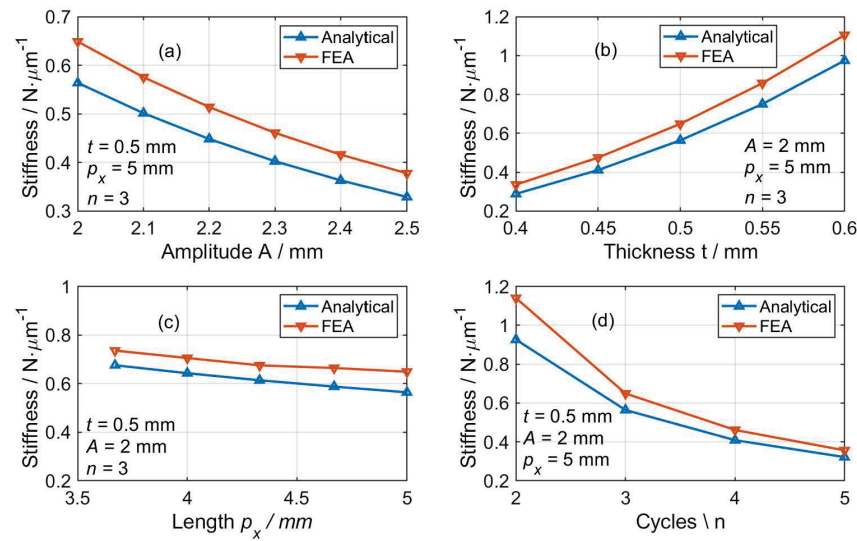 (a)
Analytical
FEA
Stiffness / N·μm⁻¹
0.7
0.6
0.5
0.4
0.3
t = 0.5 mm
pₓ = 5 mm
n = 3
2 2.1 2.2 2.3 2.4 2.5
Amplitude A / mm
(b)
Analytical
FEA
Stiffness / N·μm⁻¹
1.2
1
0.8
0.6
0.4
0.2
A = 2 mm
pₓ = 5 mm
n = 3
0.4 0.45 0.5 0.55 0.6
Thickness t / mm
(c)
Analytical
FEA
Stiffness / N·μm⁻¹
1
0.8
0.6
0.4
0.2
t = 0.5 mm
A = 2 mm
n = 3
3.5 4 4.5 5
Length pₓ / mm
(d)
Analytical
FEA
Stiffness / N·μm⁻¹
1.2
1
0.8
0.6
0.4
0.2
t = 0.5 mm
A = 2 mm
pₓ = 5 mm
2 3 4 5
Cycles \ n